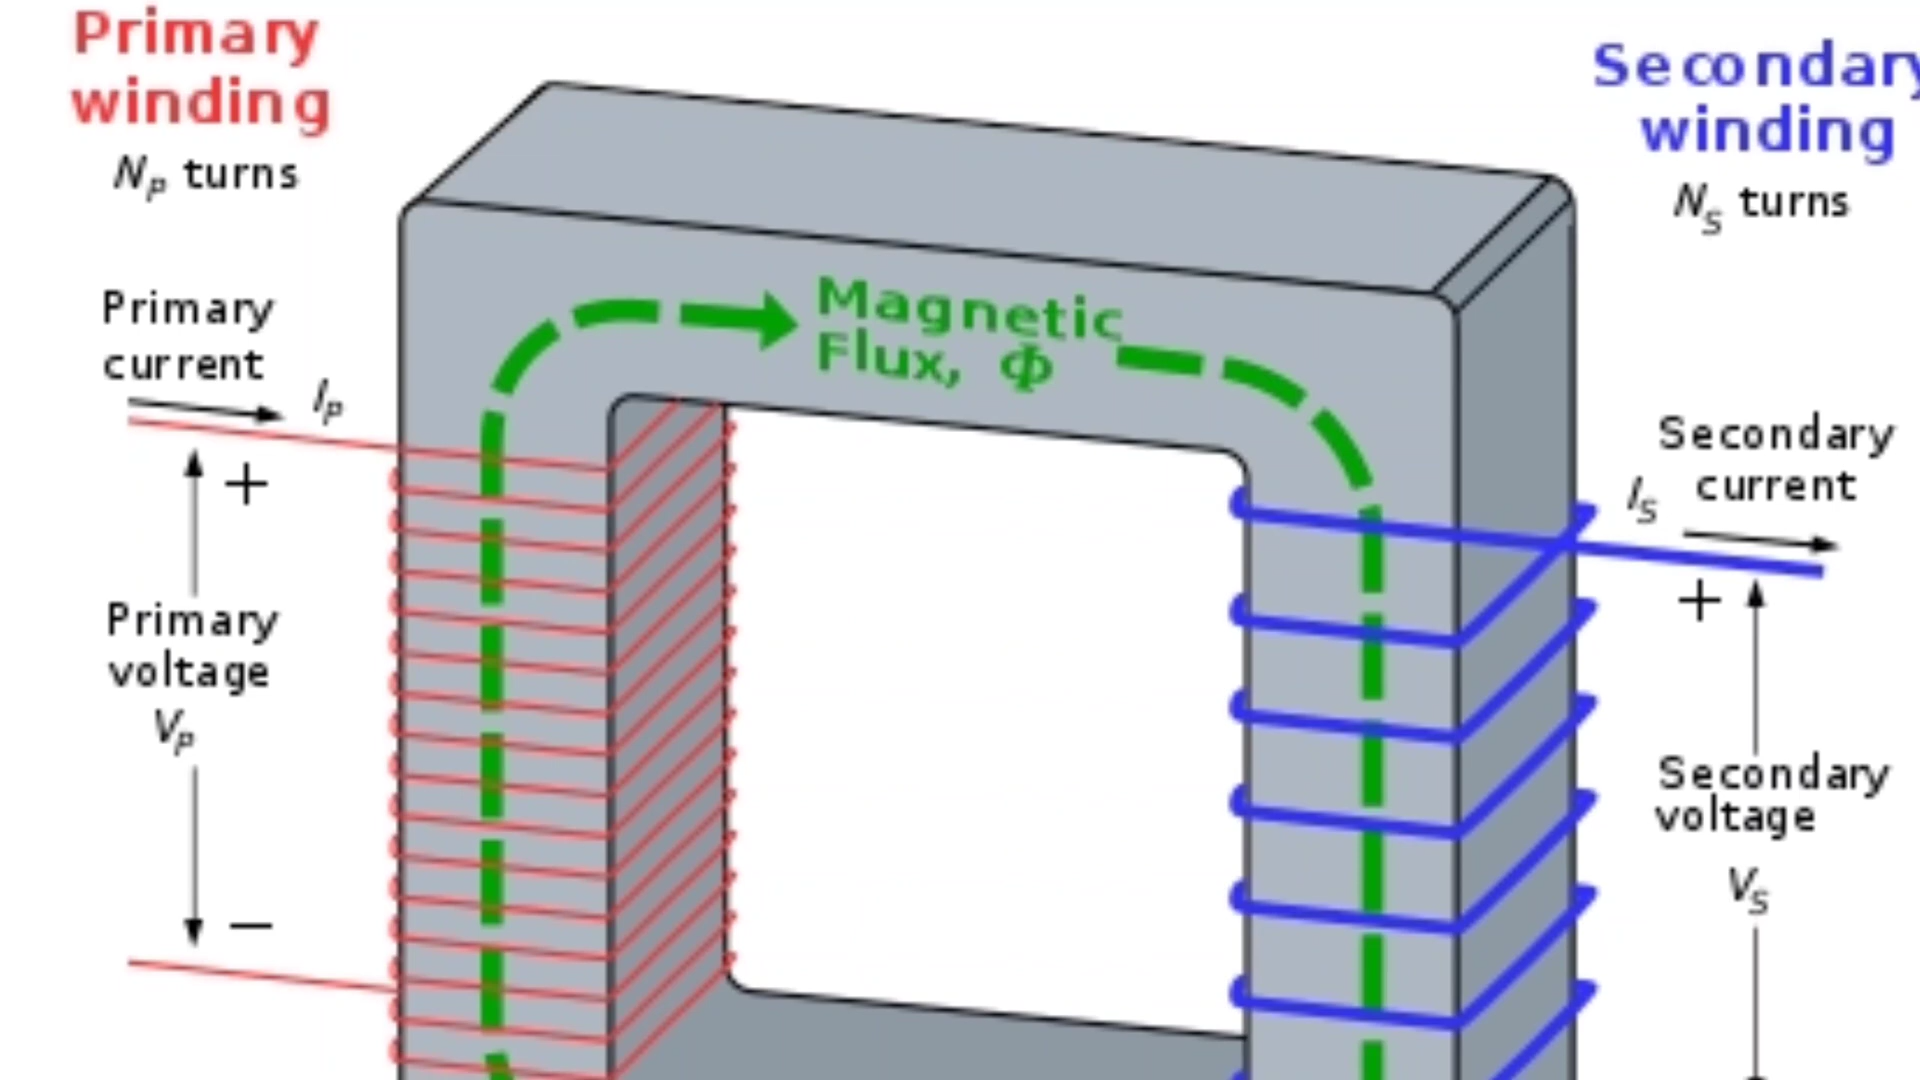 Primary
winding
NP turns
Primary
current
IP
+
Primary
voltage
VP
−
Magnetic
Flux, Φ
Secondary
winding
NS turns
Secondary
current
IS
+
Secondary
voltage
VS